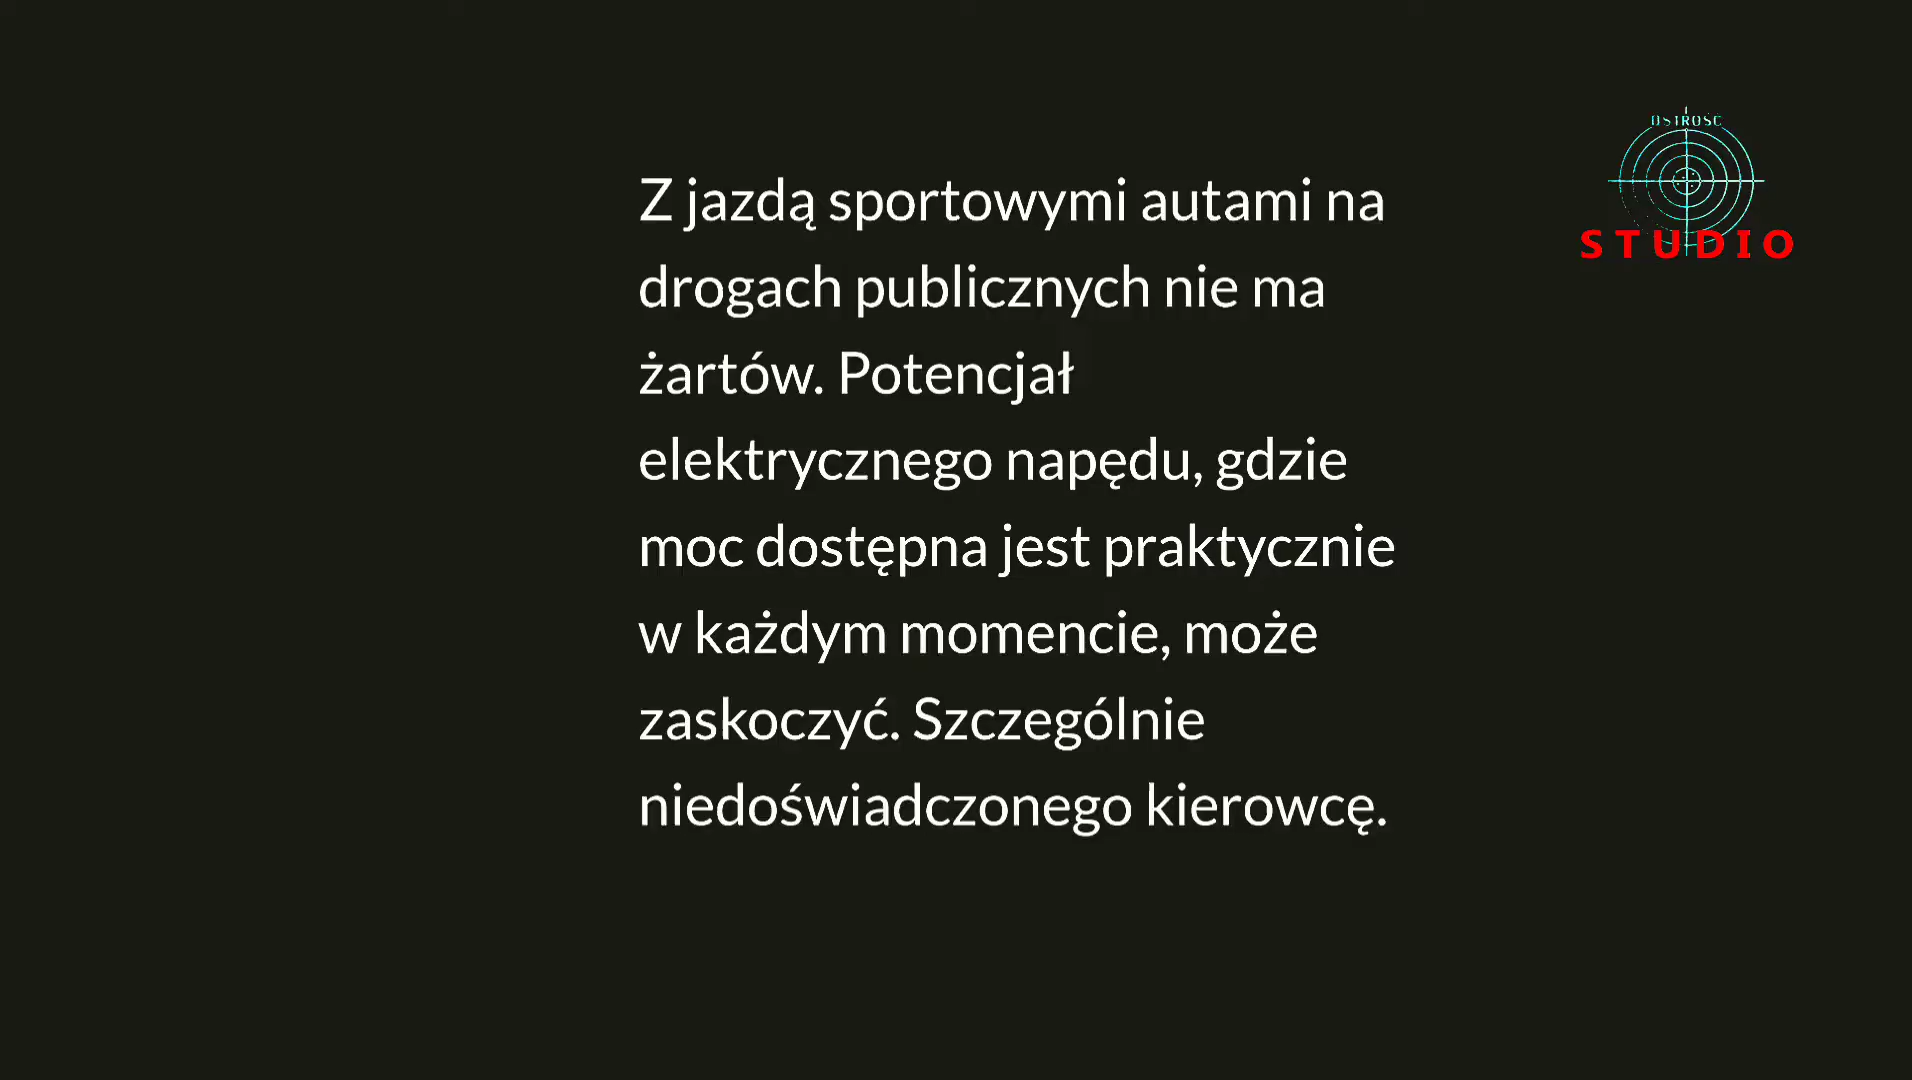 OSTROSC
STUDIO
Z jazdą sportowymi autami na
drogach publicznych nie ma
żartów. Potencjał
elektrycznego napędu, gdzie
moc dostępna jest praktycznie
w każdym momencie, może
zaskoczyć. Szczególnie
niedoświadczonego kierowcę.